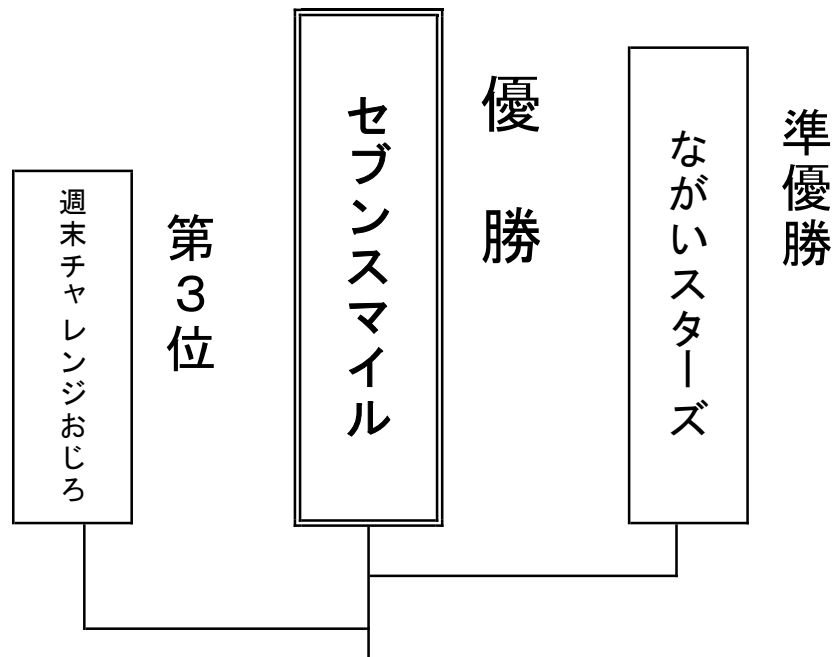 準優勝
ながいスターズ
優勝
セブンスマイル
第３位
週末チャレンジおじろ